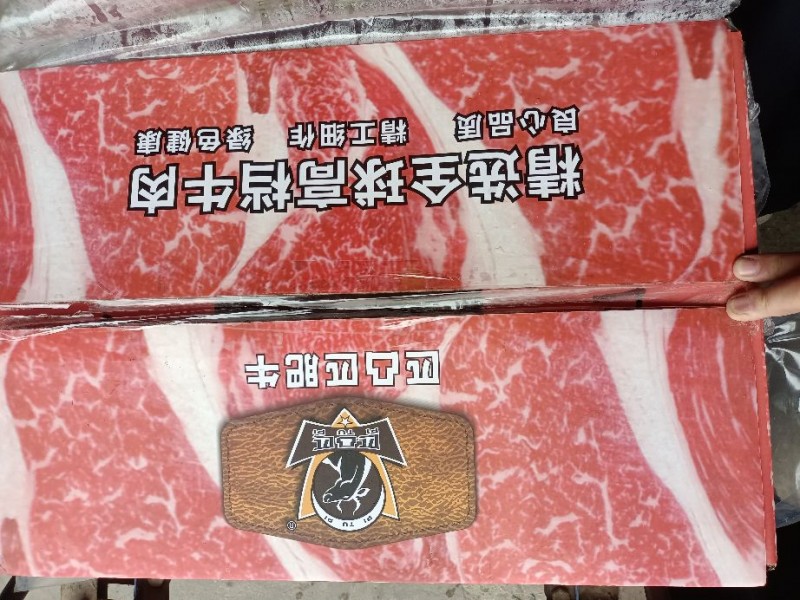 ®
PI TU PI
匹凸匹
匹凸匹肥牛
精选全球高档牛肉
良心品质 精工细作 绿色健康